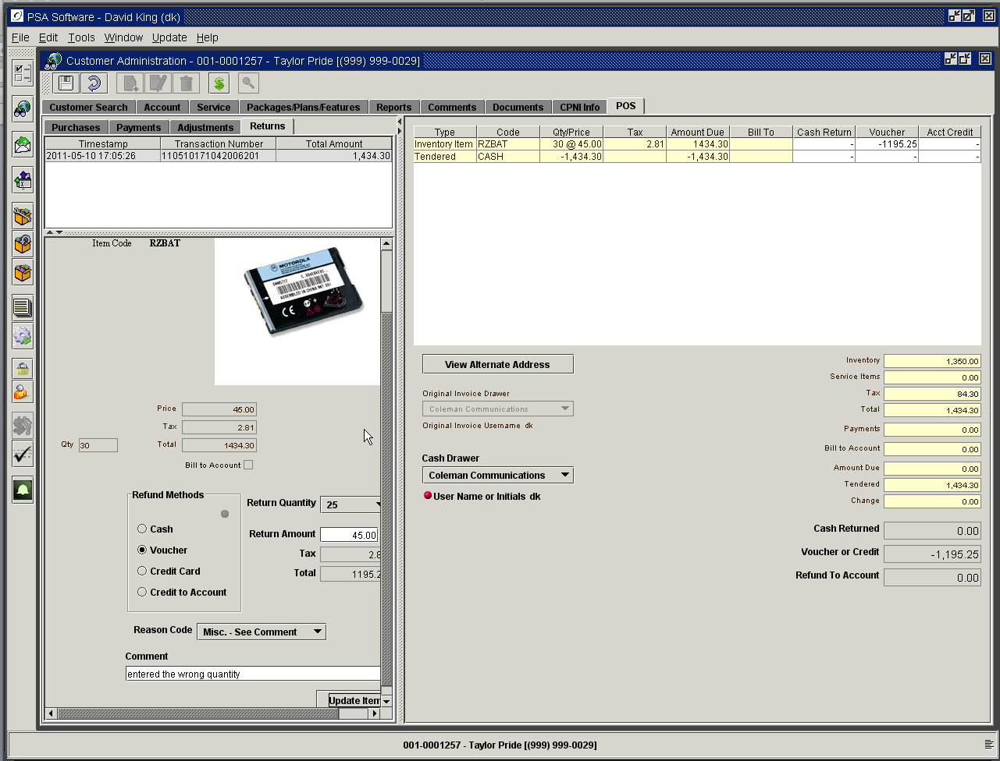 PSA Software - David King (dk)
File Edit Tools Window Update Help
Customer Administration - 001-0001257 - Taylor Pride [(999) 999-0029]
Customer Search Account Service Packages/Plans/Features Reports Comments Documents CPNI Info POS
Purchases Payments Adjustments Returns
Timestamp Transaction Number Total Amount
2011-05-10 17:05:26 110510171042006201 1,434.30
Type Code Qty/Price Tax Amount Due Bill To Cash Return Voucher Acct Credit
Inventory Item RZBAT 30 @ 45.00 2.81 1434.30 - -1195.25 -
Tendered CASH -1,434.30 -1,434.30 - - -
Item Code RZBAT
MOTOROLA
ASSEMBLED IN CHINA
CE
Price 45.00
Tax 2.81
Qty 30 Total 1434.30
Bill to Account
Refund Methods
Cash
Voucher
Credit Card
Credit to Account
Return Quantity 25
Return Amount 45.00
Tax 2.8
Total 1195.2
Reason Code Misc. - See Comment
Comment
entered the wrong quantity
Update Item
View Alternate Address
Original Invoice Drawer
Coleman Communications
Original Invoice Username dk
Cash Drawer
Coleman Communications
User Name or Initials dk
Inventory 1,350.00
Service Items 0.00
Tax 84.30
Total 1,434.30
Payments 0.00
Bill to Account 0.00
Amount Due 0.00
Tendered 1,434.30
Change 0.00
Cash Returned 0.00
Voucher or Credit -1,195.25
Refund To Account 0.00
001-0001257 - Taylor Pride [(999) 999-0029]